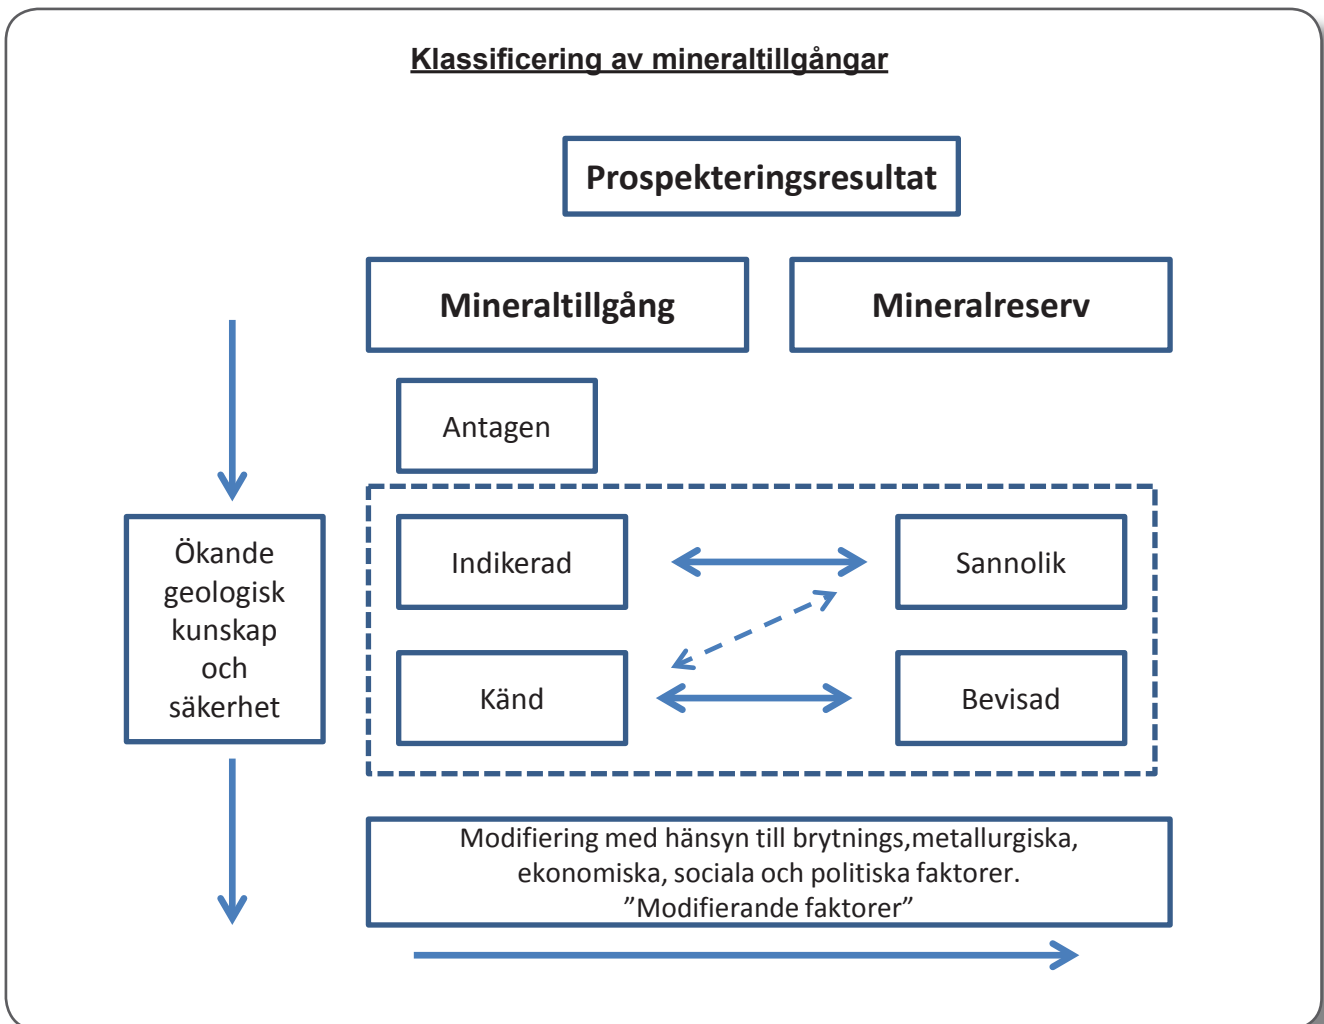 Klassificering av mineraltillgångar
Prospekteringsresultat
Mineraltillgång
Mineralreserv
Antagen
Ökande
geologisk
kunskap
och
säkerhet
Indikerad
Sannolik
Känd
Bevisad
Modifiering med hänsyn till brytnings,metallurgiska,
ekonomiska, sociala och politiska faktorer.
”Modifierande faktorer”